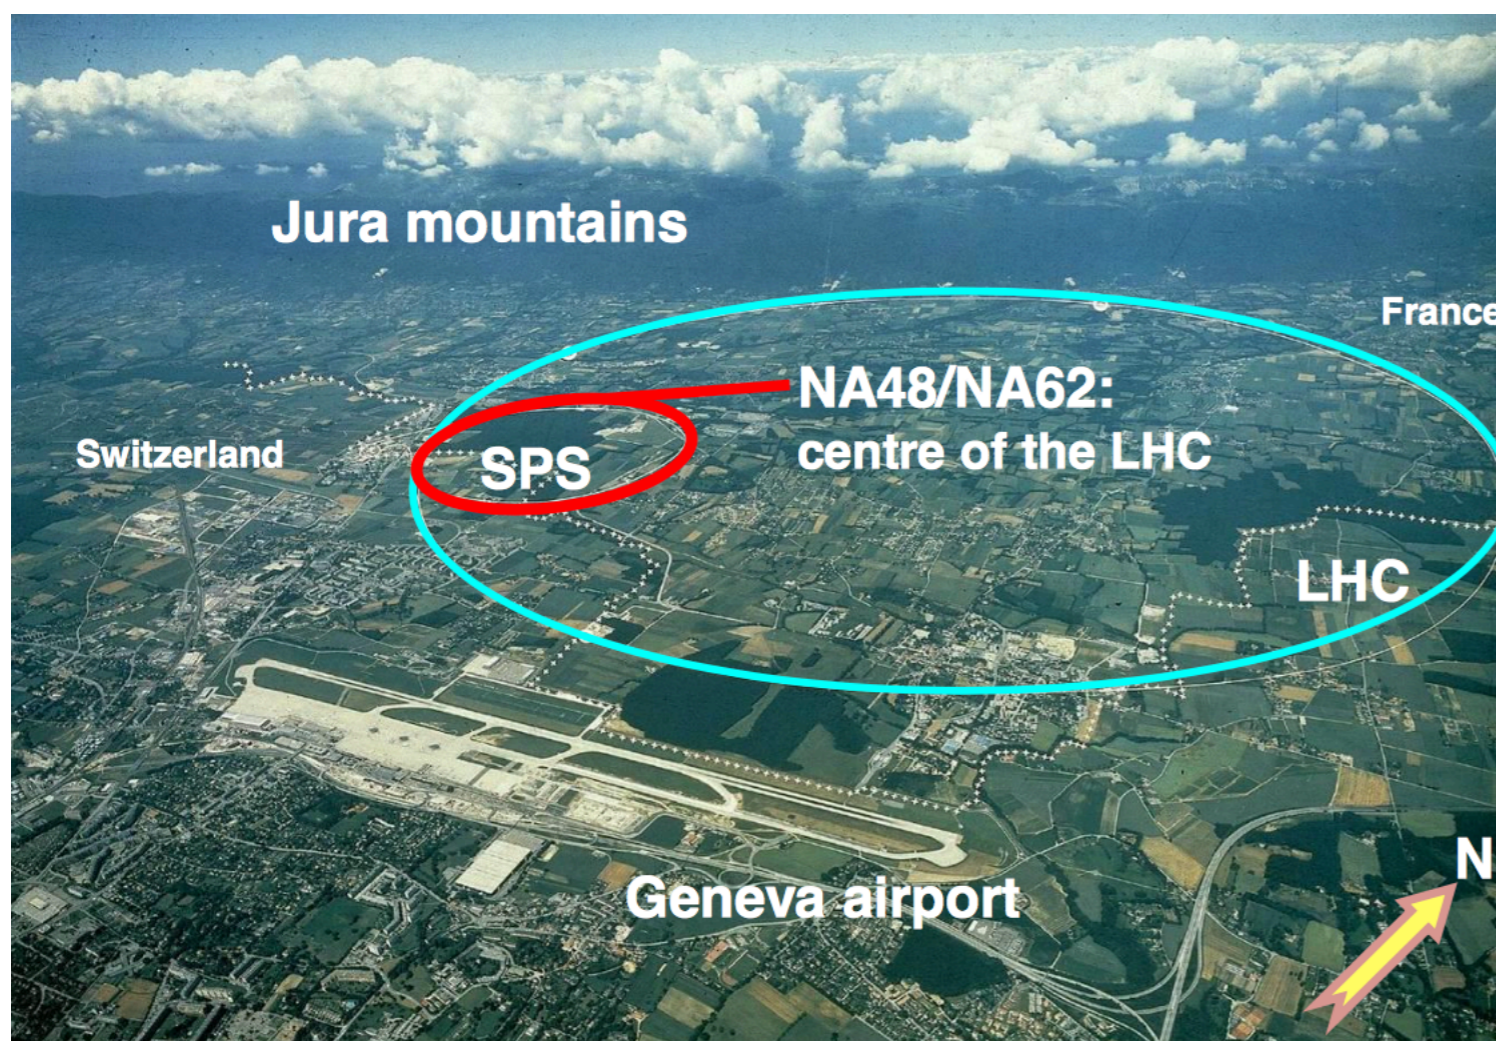 Jura mountains
France
NA48/NA62:
centre of the LHC
Switzerland
SPS
LHC
N
Geneva airport